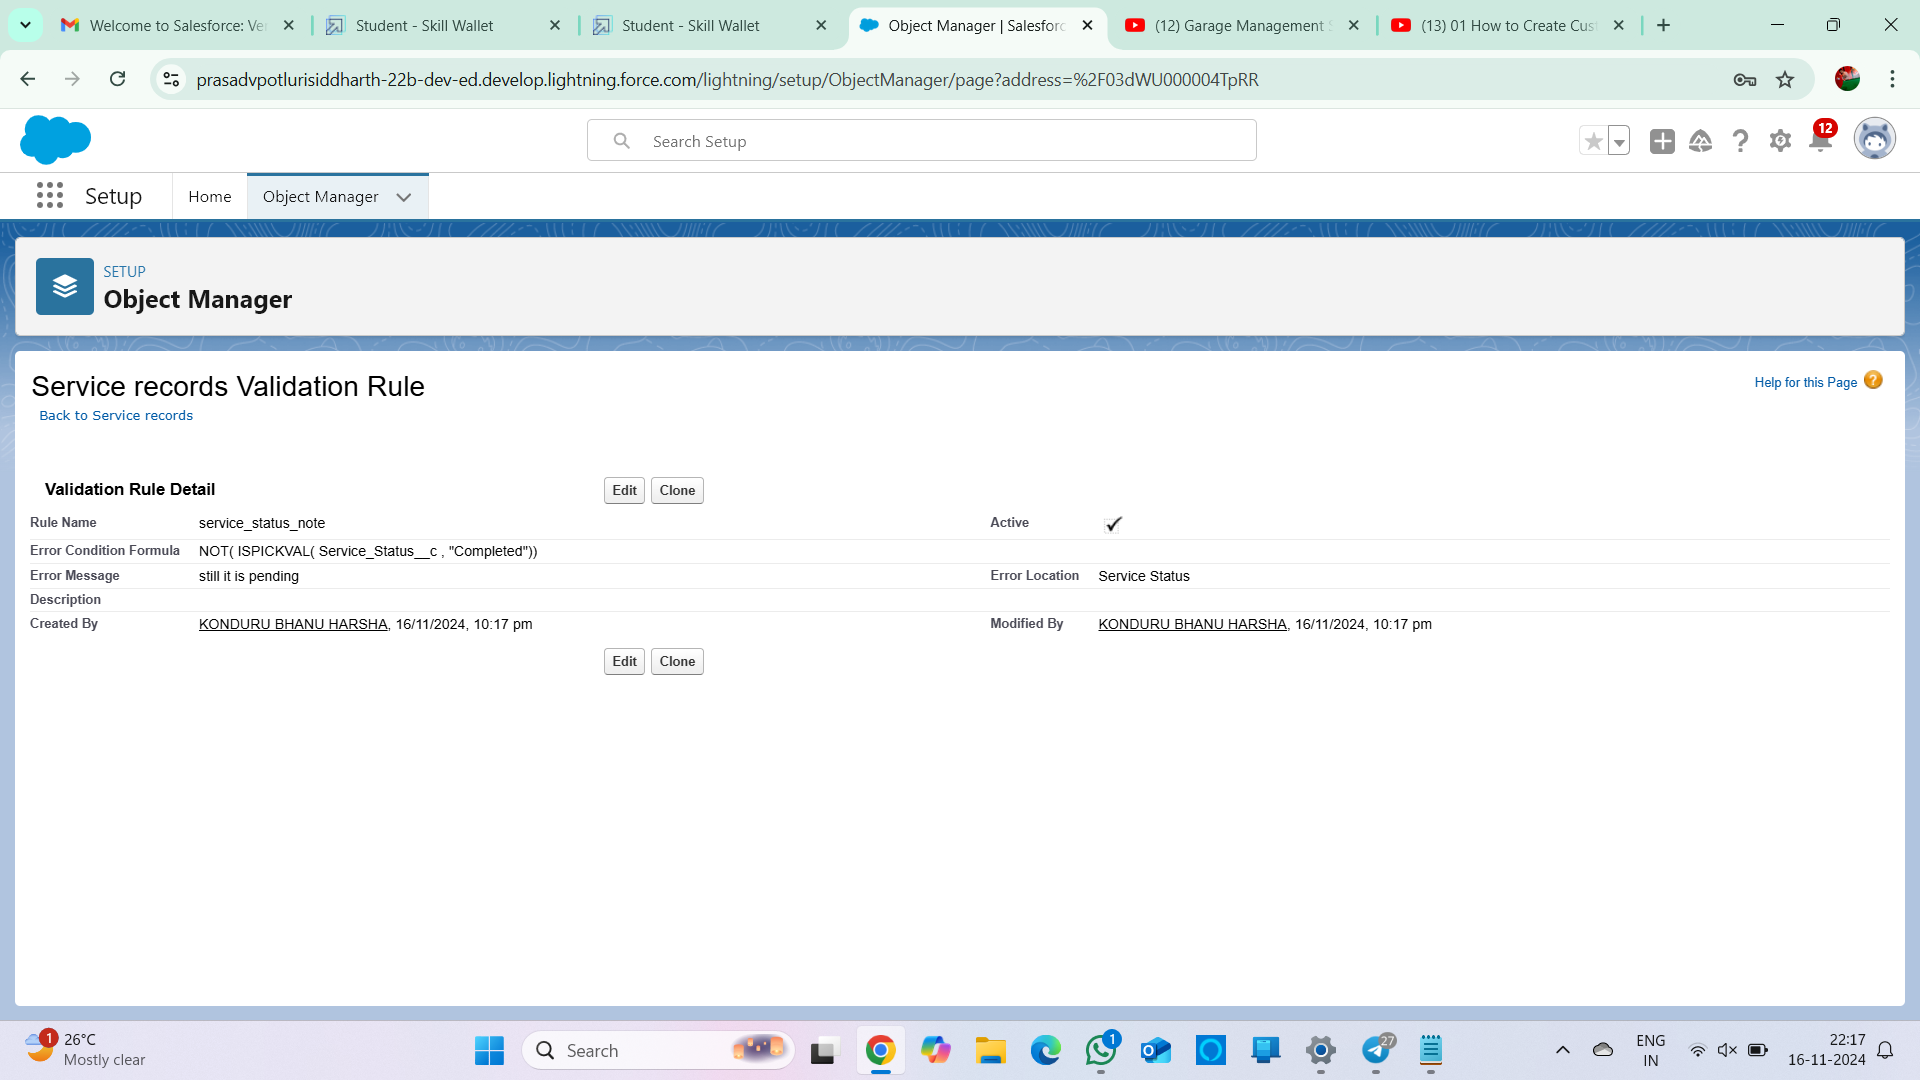 Welcome to Salesforce: Ve
Student - Skill Wallet
Student - Skill Wallet
Object Manager | Salesforc
(12) Garage Management S
(13) 01 How to Create Cus
prasadvpotlurisiddharth-22b-dev-ed.develop.lightning.force.com/lightning/setup/ObjectManager/page?address=%2F03dWU000004TpRR
Search Setup
12
Setup
Home
Object Manager
SETUP
Object Manager
Service records Validation Rule
Help for this Page
Back to Service records
Validation Rule Detail
Edit
Clone
Rule Name
service_status_note
Active
Error Condition Formula
NOT( ISPICKVAL( Service_Status__c , "Completed"))
Error Message
still it is pending
Error Location
Service Status
Description
Created By
KONDURU BHANU HARSHA, 16/11/2024, 10:17 pm
Modified By
KONDURU BHANU HARSHA, 16/11/2024, 10:17 pm
Edit
Clone
1
26°C
Mostly clear
Search
1
27
ENG
IN
22:17
16-11-2024